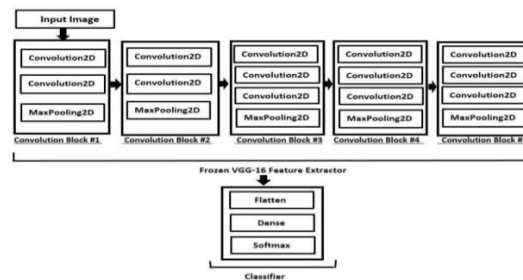 Input Image
Convolution2D
Convolution2D
MaxPooling2D
Convolution Block #1
Convolution2D
Convolution2D
MaxPooling2D
Convolution Block #2
Convolution2D
Convolution2D
Convolution2D
MaxPooling2D
Convolution Block #3
Convolution2D
Convolution2D
Convolution2D
MaxPooling2D
Convolution Block #4
Convolution2D
Convolution2D
Convolution2D
MaxPooling2D
Convolution Block
Frozen VGG-16 Feature Extractor
Flatten
Dense
Softmax
Classifier